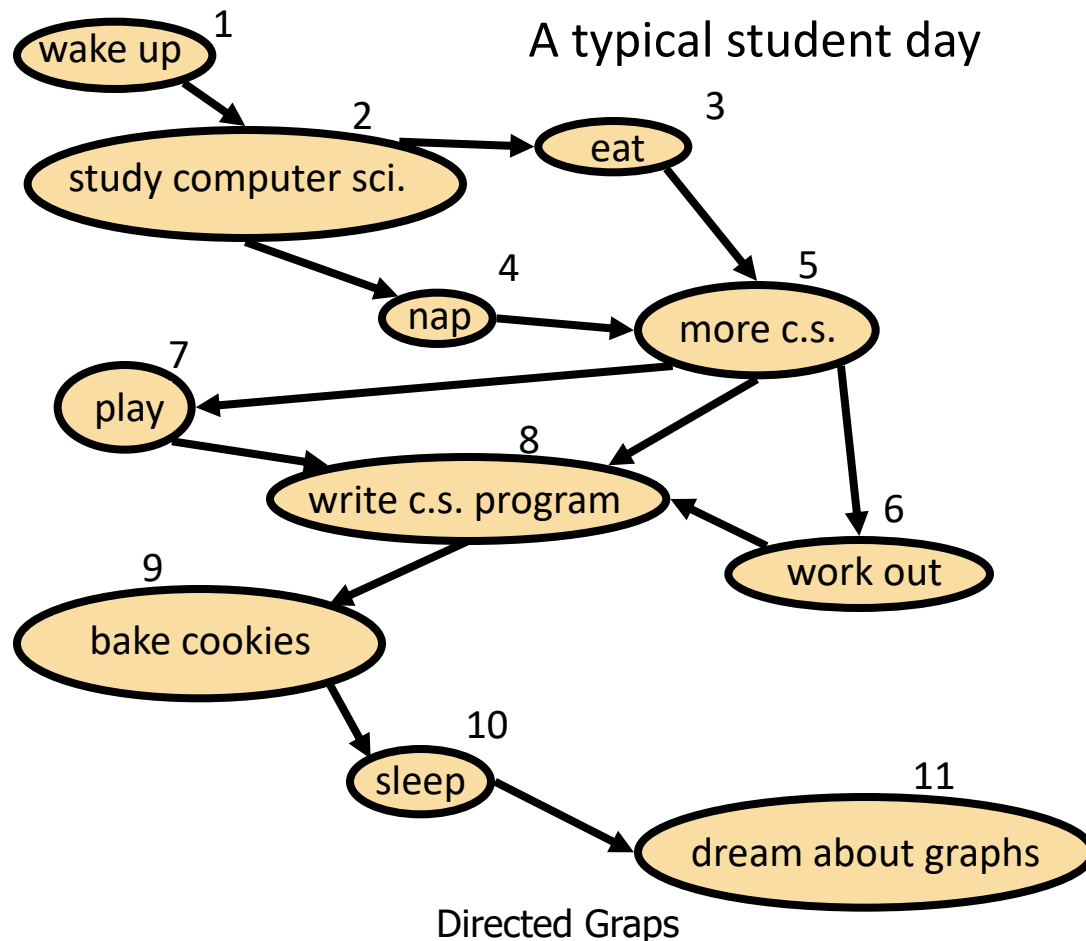 wake up
1
A typical student day
2
study computer sci.
3
eat
4
nap
5
more c.s.
7
play
8
write c.s. program
6
work out
9
bake cookies
10
sleep
11
dream about graphs
Directed Graps